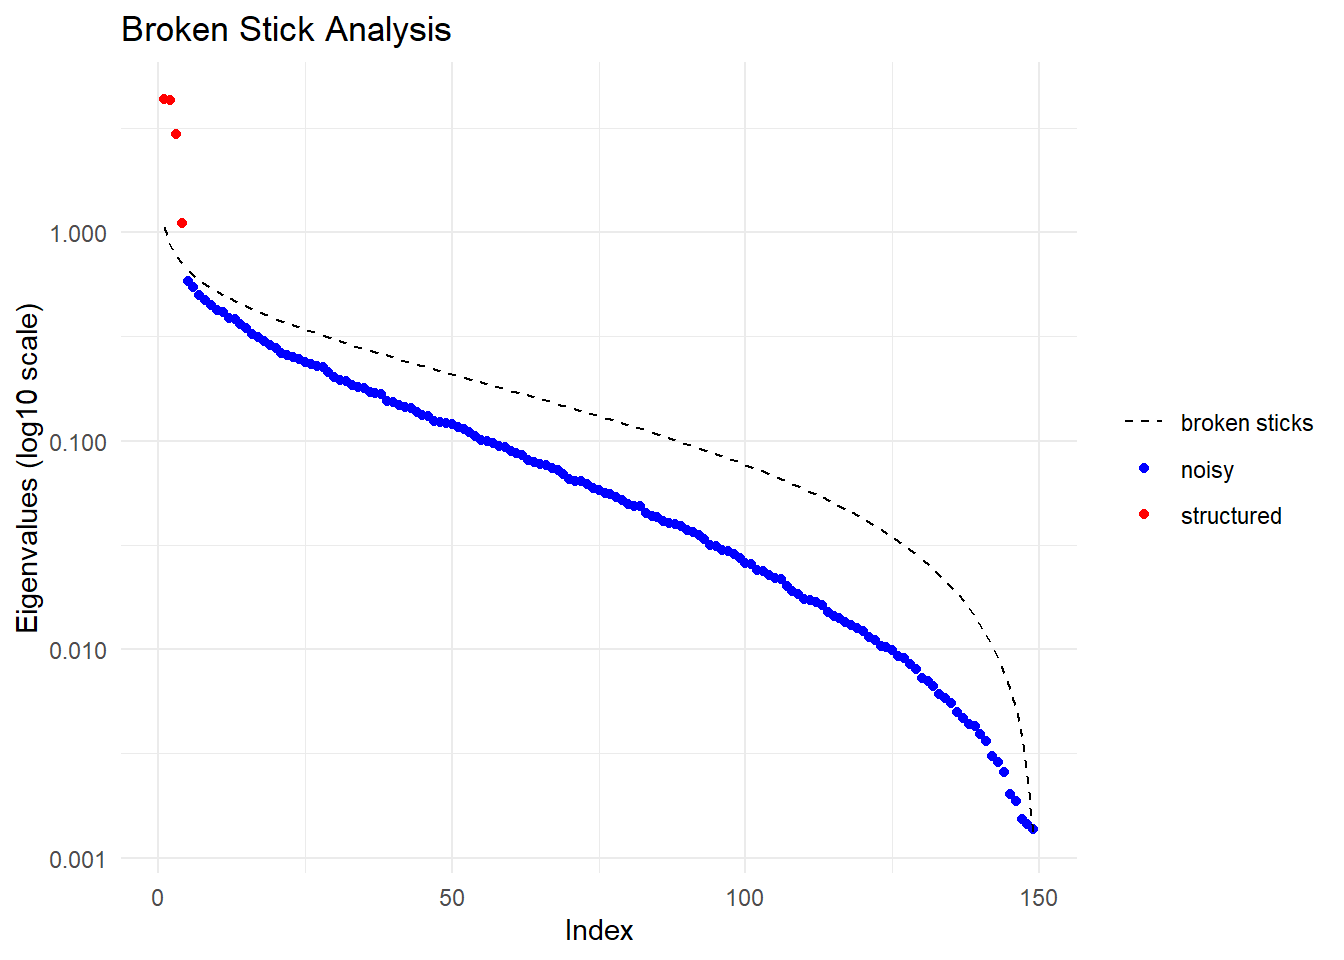 Broken Stick Analysis
Eigenvalues (log10 scale)
1.000
0.100
0.010
0.001
0
50
100
150
Index
broken sticks
noisy
structured